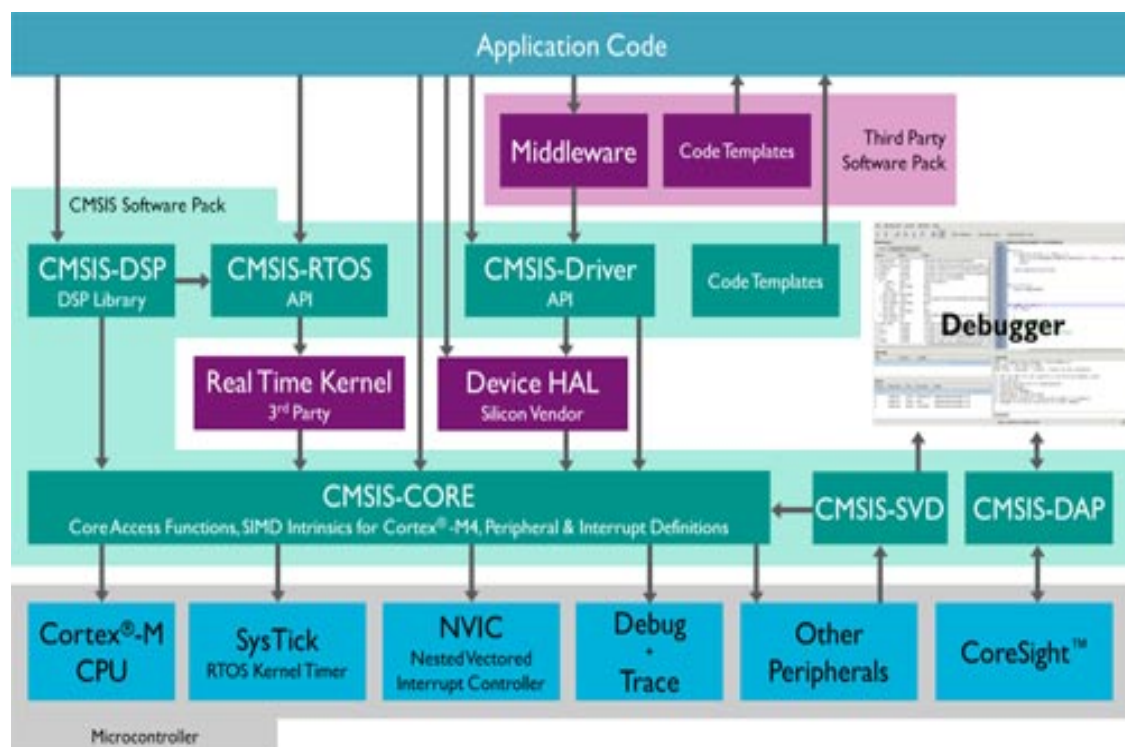 Application Code
Middleware
Code Templates
Third Party
Software Pack
CMSIS Software Pack
CMSIS-DSP
DSP Library
CMSIS-RTOS
API
CMSIS-Driver
API
Code Templates
Debugger
Real Time Kernel
3rd Party
Device HAL
Silicon Vendor
CMSIS-CORE
Core Access Functions, SIMD Intrinsics for Cortex®-M4, Peripheral & Interrupt Definitions
CMSIS-SVD
CMSIS-DAP
Cortex®-M
CPU
SysTick
RTOS Kernel Timer
NVIC
Nested Vectored
Interrupt Controller
Debug
+
Trace
Other
Peripherals
CoreSight™
Microcontroller